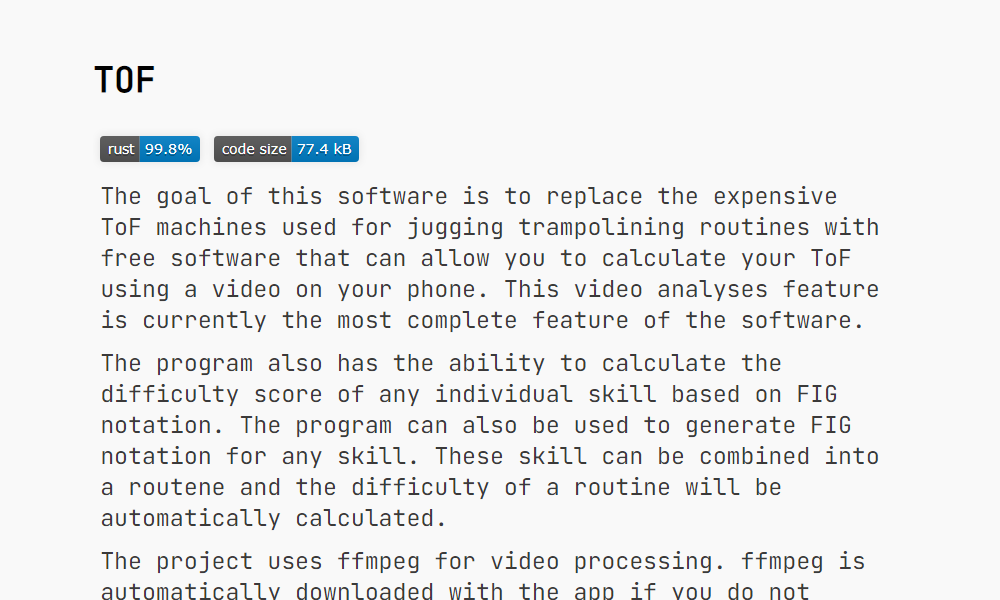 TOF
rust 99.8% code size 77.4 kB
The goal of this software is to replace the expensive
ToF machines used for jugging trampolining routines with
free software that can allow you to calculate your ToF
using a video on your phone. This video analyses feature
is currently the most complete feature of the software.
The program also has the ability to calculate the
difficulty score of any individual skill based on FIG
notation. The program can also be used to generate FIG
notation for any skill. These skill can be combined into
a routene and the difficulty of a routine will be
automatically calculated.
The project uses ffmpeg for video processing. ffmpeg is
automatically downloaded with the app if you do not